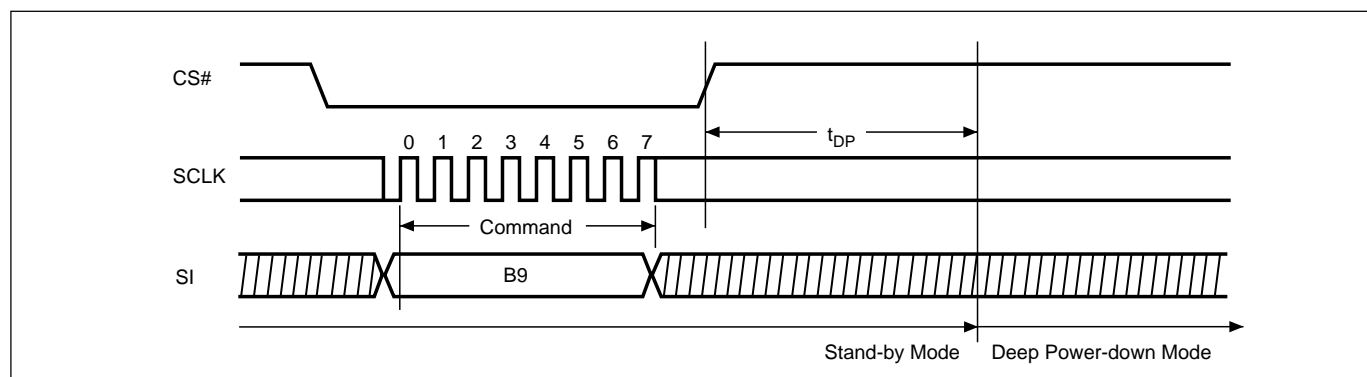 CS#
tDP
0 1 2 3 4 5 6 7
SCLK
Command
SI
B9
Stand-by Mode Deep Power-down Mode